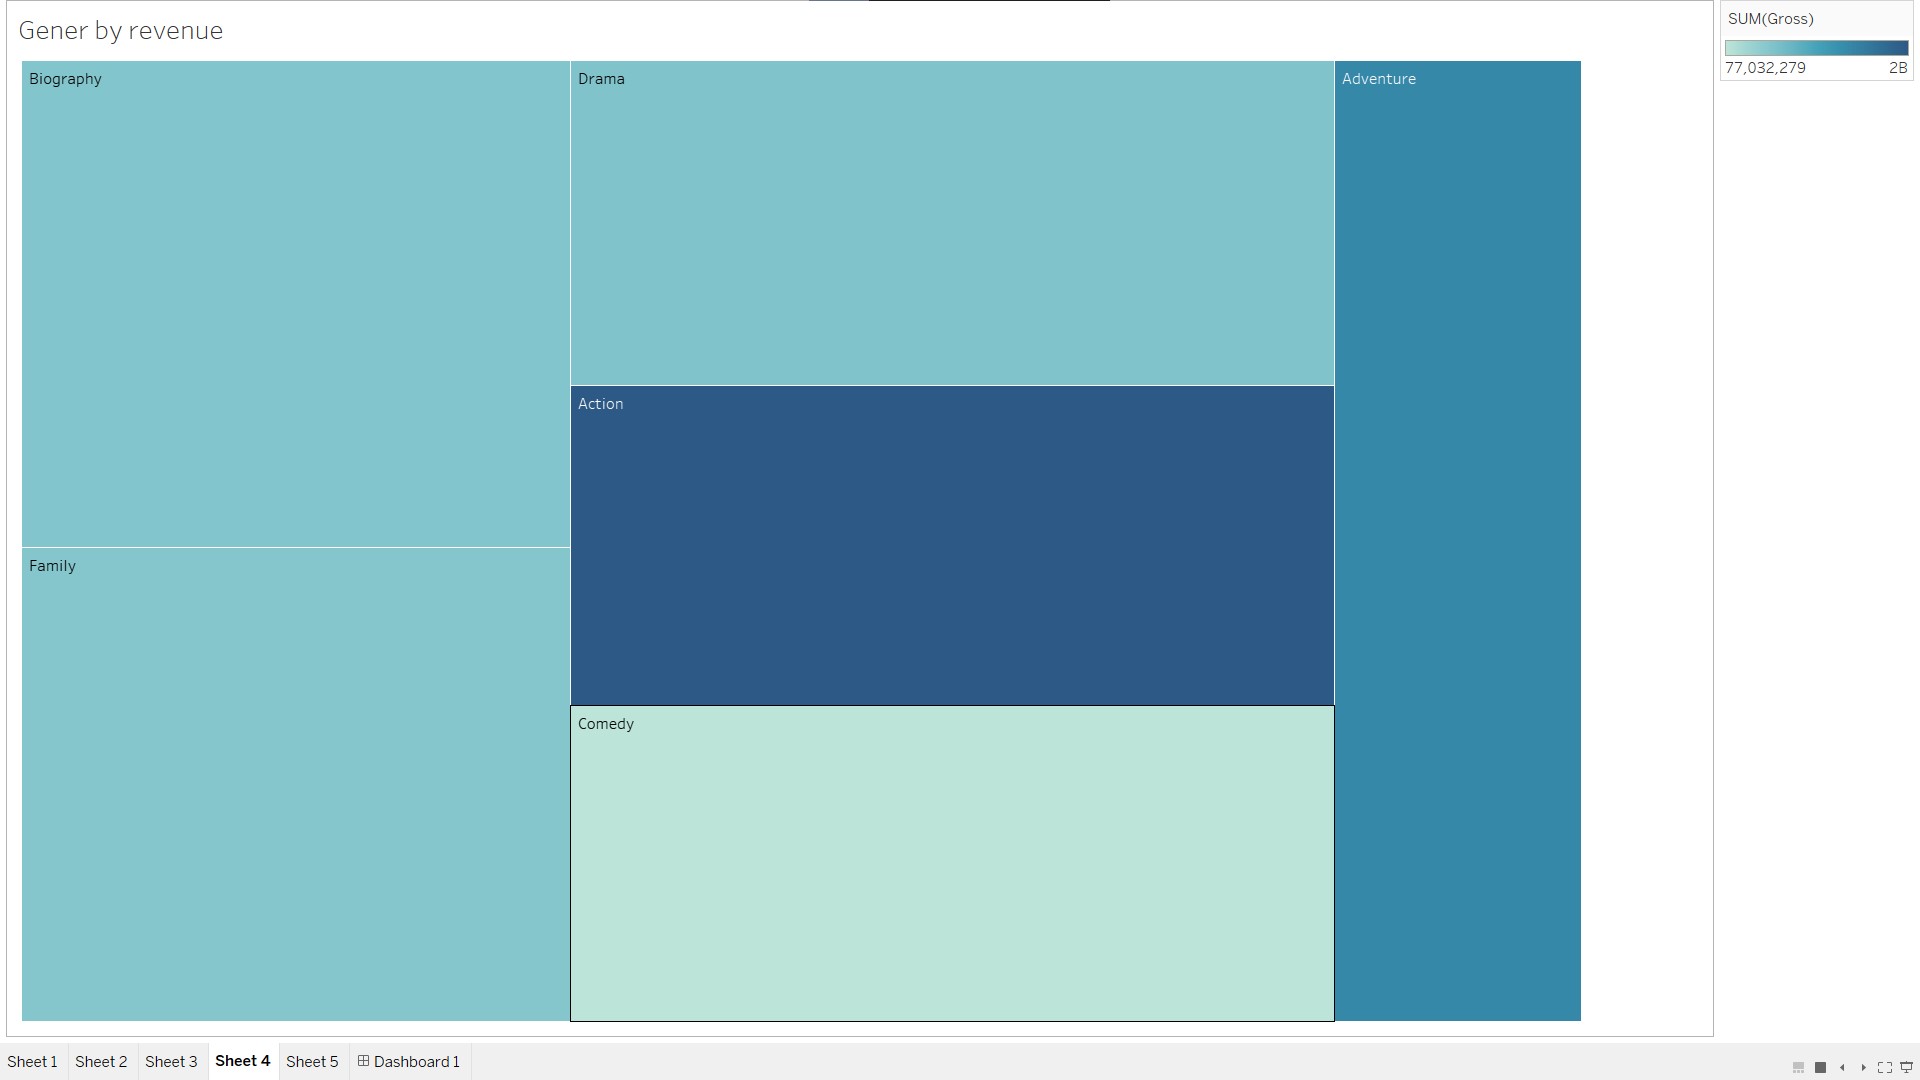 Gener by revenue
SUM(Gross)
77,032,279 2B
Biography
Drama
Adventure
Action
Family
Comedy
Sheet 1 Sheet 2 Sheet 3 Sheet 4 Sheet 5 Dashboard 1